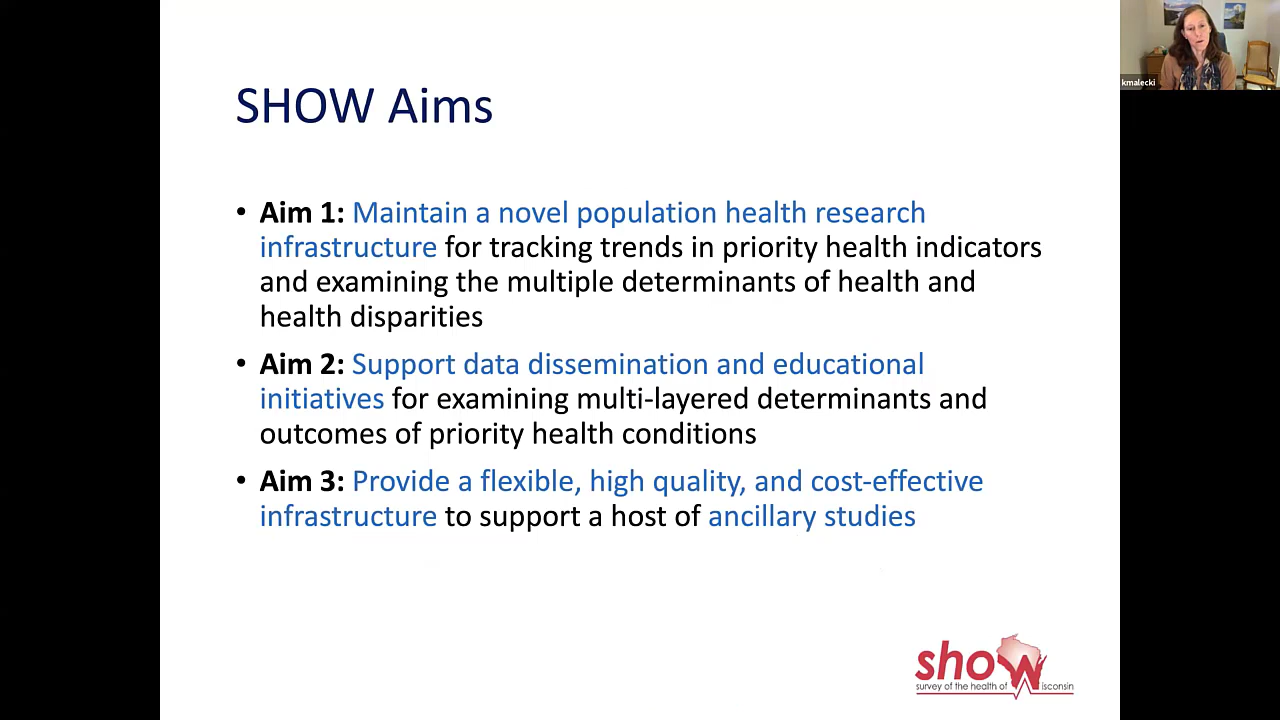 kmalecki
SHOW Aims
• Aim 1: Maintain a novel population health research
infrastructure for tracking trends in priority health indicators
and examining the multiple determinants of health and
health disparities
• Aim 2: Support data dissemination and educational
initiatives for examining multi-layered determinants and
outcomes of priority health conditions
• Aim 3: Provide a flexible, high quality, and cost-effective
infrastructure to support a host of ancillary studies
show
survey of the health of Wisconsin